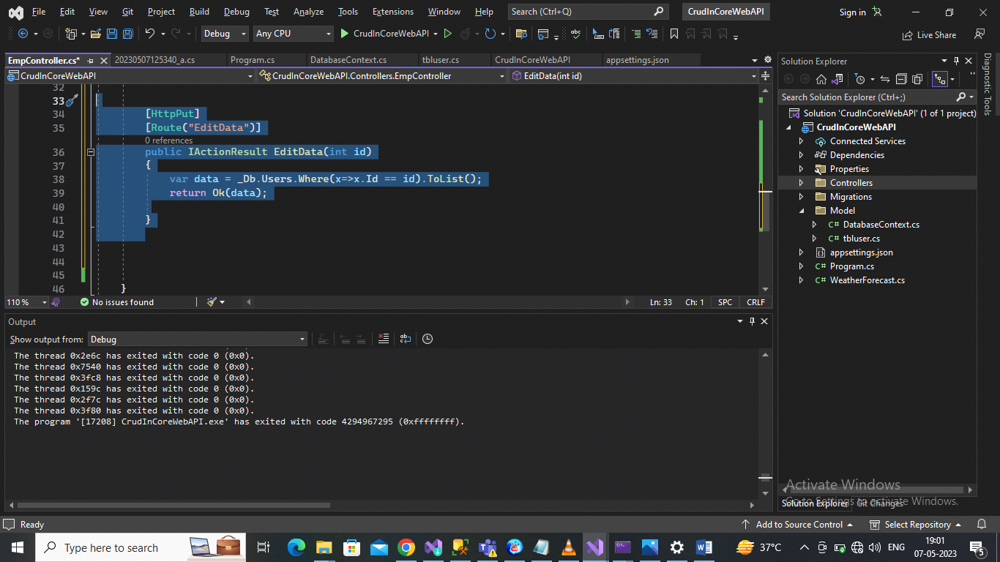 File Edit View Git Project Build Debug Test Analyze Tools Extensions Window Help Search (Ctrl+Q) CrudInCoreWebAPI Sign in
Debug Any CPU CrudInCoreWebAPI Live Share
EmpController.cs* 20230507125340_a.cs Program.cs DatabaseContext.cs tbluser.cs CrudInCoreWebAPI appsettings.json
CrudInCoreWebAPI CrudInCoreWebAPI.Controllers.EmpController EditData(int id)
32
33
34 [HttpPut]
35 [Route("EditData")]
0 references
36 public IActionResult EditData(int id)
37 {
38 var data = _Db.Users.Where(x=>x.Id == id).ToList();
39 return Ok(data);
40
41 }
42
43
44
45
46 }
110 % No issues found Ln: 33 Ch: 1 SPC CRLF
Output
Show output from: Debug
The thread 0x2e6c has exited with code 0 (0x0).
The thread 0x7540 has exited with code 0 (0x0).
The thread 0x3fc8 has exited with code 0 (0x0).
The thread 0x159c has exited with code 0 (0x0).
The thread 0x2f7c has exited with code 0 (0x0).
The thread 0x3f80 has exited with code 0 (0x0).
The program '[17208] CrudInCoreWebAPI.exe' has exited with code 4294967295 (0xffffffff).
Solution Explorer
Search Solution Explorer (Ctrl+;)
Solution 'CrudInCoreWebAPI' (1 of 1 project)
CrudInCoreWebAPI
Connected Services
Dependencies
Properties
Controllers
Migrations
Model
C# DatabaseContext.cs
C# tbluser.cs
appsettings.json
C# Program.cs
C# WeatherForecast.cs
Diagnostic Tools
Activate Windows
Go to Settings to activate Windows.
Solution Explorer Git Changes
Ready Add to Source Control Select Repository
Type here to search 37°C ENG 19:01
07-05-2023 5